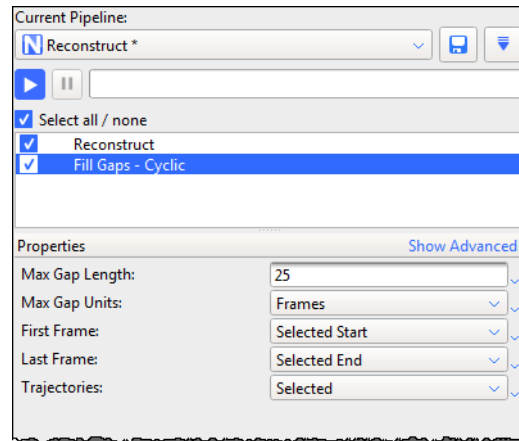 Current Pipeline:
N Reconstruct *
Select all / none
Reconstruct
Fill Gaps - Cyclic
Properties Show Advanced
Max Gap Length: 25
Max Gap Units: Frames
First Frame: Selected Start
Last Frame: Selected End
Trajectories: Selected